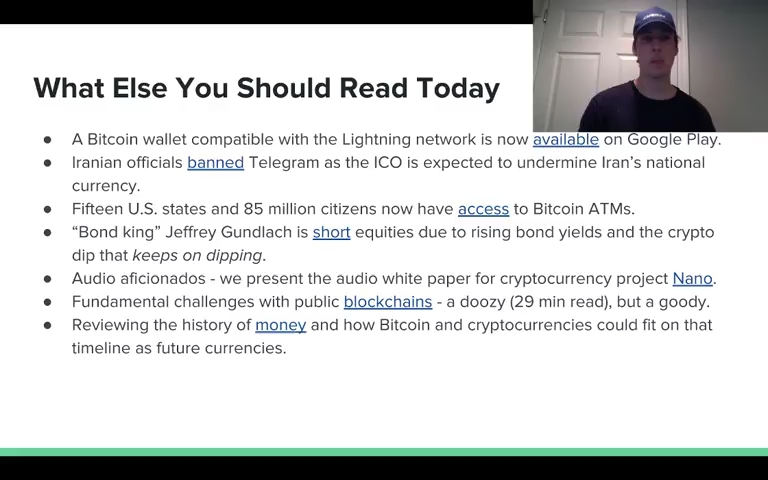 What Else You Should Read Today
● A Bitcoin wallet compatible with the Lightning network is now available on Google Play.
● Iranian officials banned Telegram as the ICO is expected to undermine Iran's national
currency.
● Fifteen U.S. states and 85 million citizens now have access to Bitcoin ATMs.
● “Bond king” Jeffrey Gundlach is short equities due to rising bond yields and the crypto
dip that keeps on dipping.
● Audio aficionados - we present the audio white paper for cryptocurrency project Nano.
● Fundamental challenges with public blockchains - a doozy (29 min read), but a goody.
● Reviewing the history of money and how Bitcoin and cryptocurrencies could fit on that
timeline as future currencies.